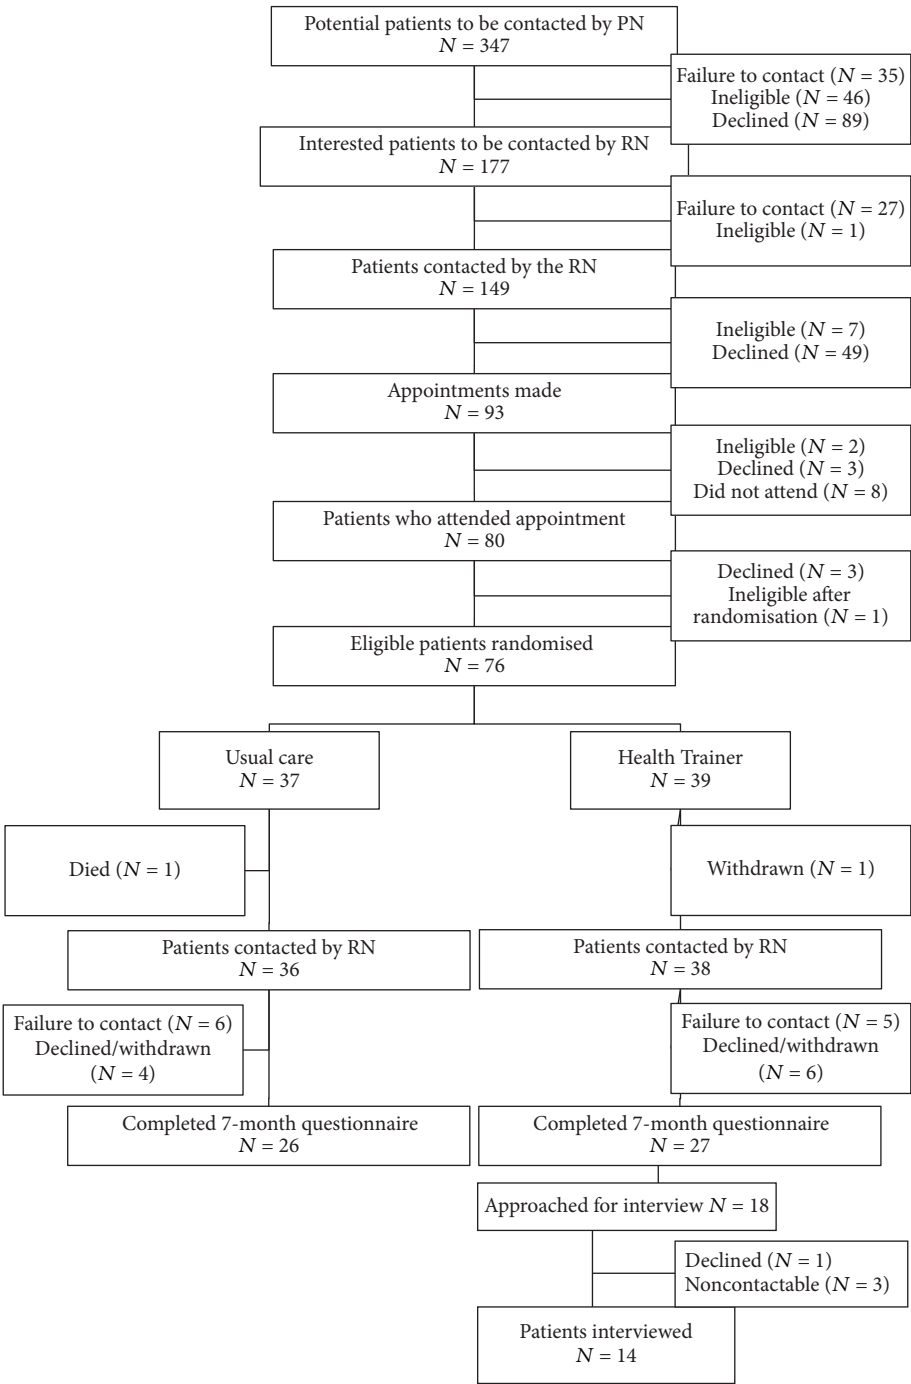 Potential patients to be contacted by PN
N = 347
Failure to contact (N = 35)
Ineligible (N = 46)
Declined (N = 89)
Interested patients to be contacted by RN
N = 177
Failure to contact (N = 27)
Ineligible (N = 1)
Patients contacted by the RN
N = 149
Ineligible (N = 7)
Declined (N = 49)
Appointments made
N = 93
Ineligible (N = 2)
Declined (N = 3)
Did not attend (N = 8)
Patients who attended appointment
N = 80
Declined (N = 3)
Ineligible after
randomisation (N = 1)
Eligible patients randomised
N = 76
Usual care
N = 37
Health Trainer
N = 39
Died (N = 1)
Withdrawn (N = 1)
Patients contacted by RN
N = 36
Patients contacted by RN
N = 38
Failure to contact (N = 6)
Declined/withdrawn
(N = 4)
Failure to contact (N = 5)
Declined/withdrawn
(N = 6)
Completed 7-month questionnaire
N = 26
Completed 7-month questionnaire
N = 27
Approached for interview N = 18
Declined (N = 1)
Noncontactable (N = 3)
Patients interviewed
N = 14